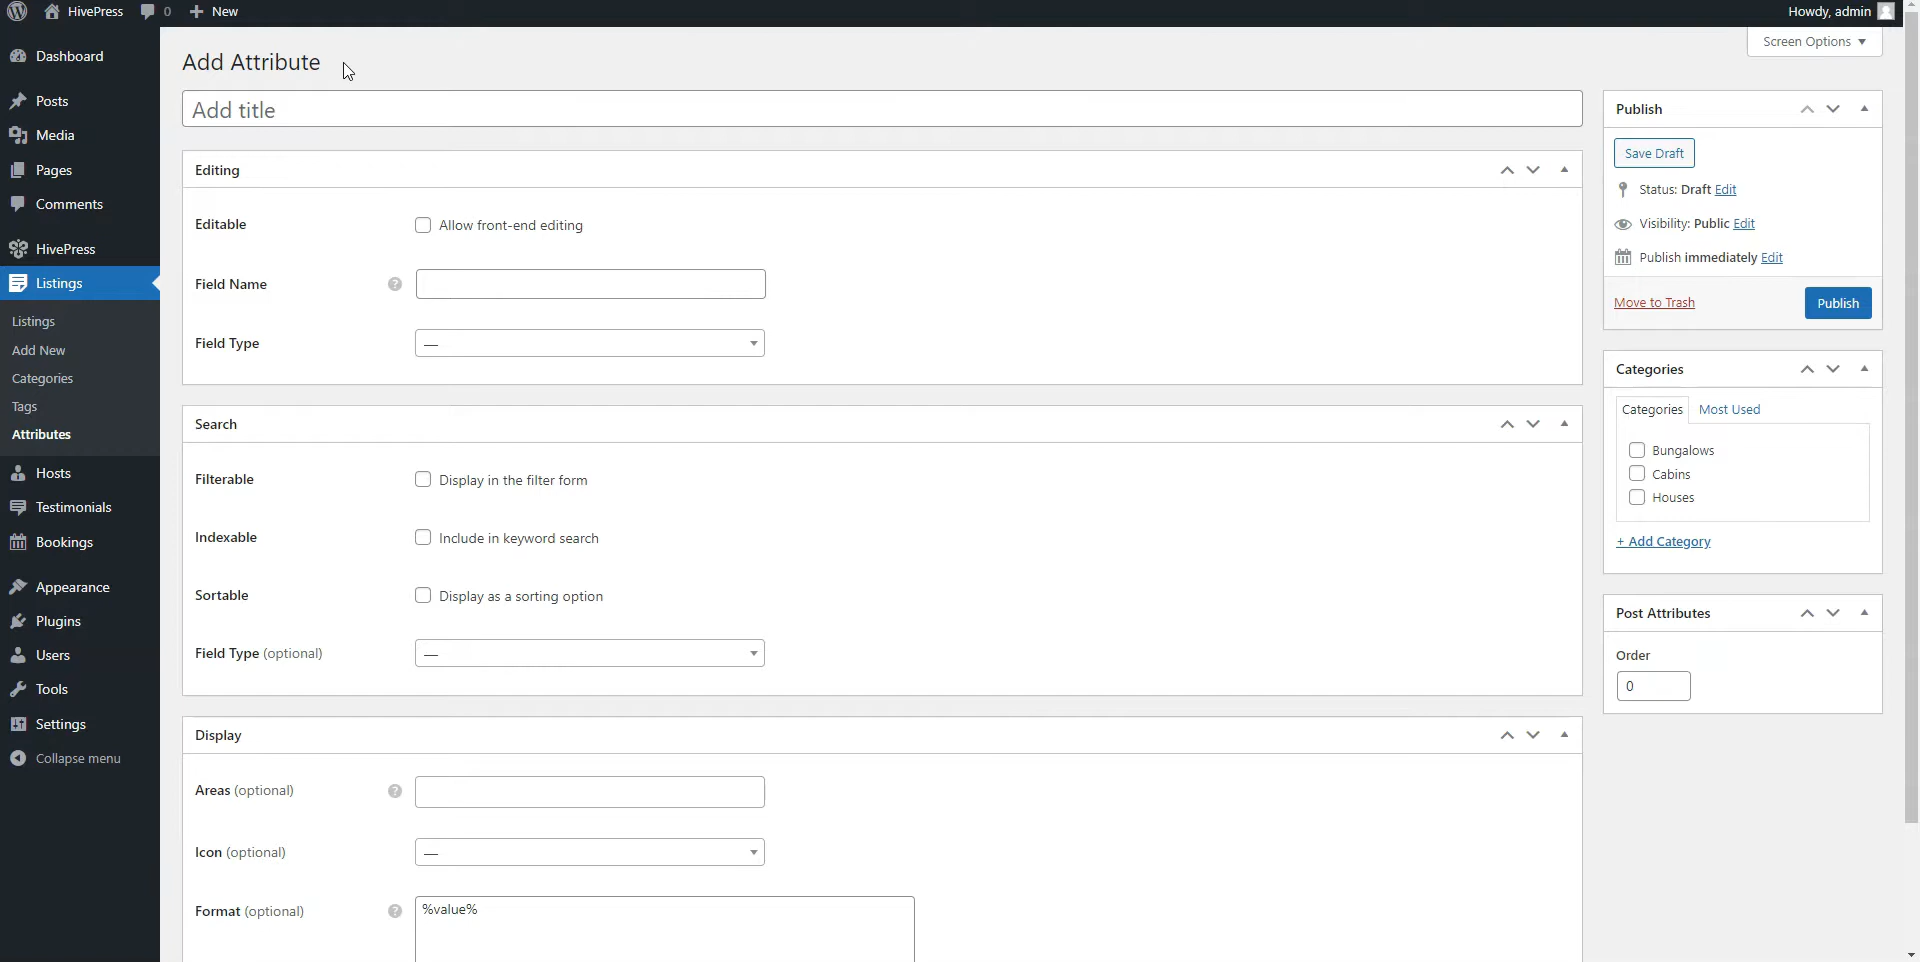 HivePress 0 New Howdy, admin
Screen Options
Dashboard
Posts
Media
Pages
Comments
HivePress
Listings
Listings
Add New
Categories
Tags
Attributes
Hosts
Testimonials
Bookings
Appearance
Plugins
Users
Tools
Settings
Collapse menu
Add Attribute
Add title
Editing
Editable Allow front-end editing
Field Name ?
Field Type —
Search
Filterable Display in the filter form
Indexable Include in keyword search
Sortable Display as a sorting option
Field Type (optional) —
Display
Areas (optional) ?
Icon (optional) —
Format (optional) ? %value%
Publish
Save Draft
Status: Draft Edit
Visibility: Public Edit
Publish immediately Edit
Move to Trash Publish
Categories
Categories Most Used
Bungalows
Cabins
Houses
+ Add Category
Post Attributes
Order
0